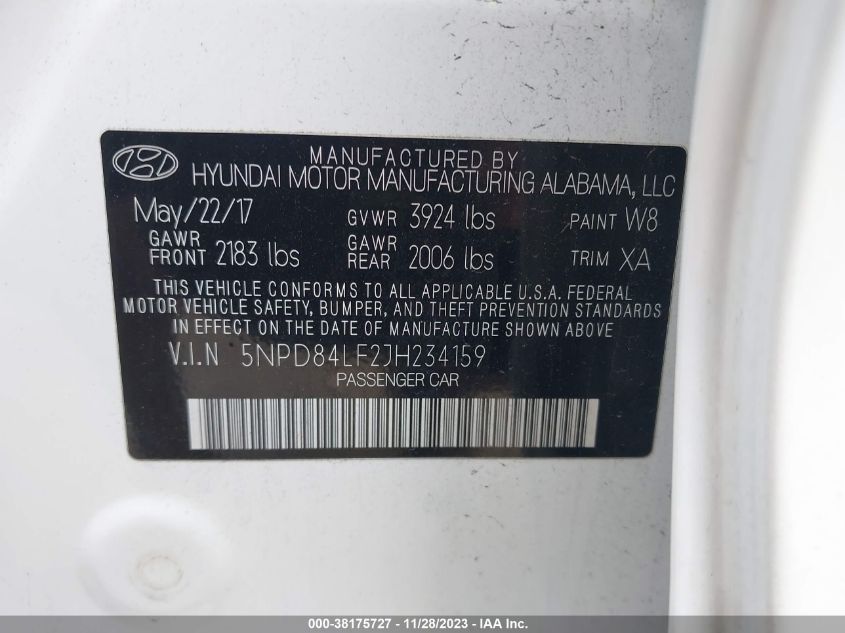 MANUFACTURED BY
HYUNDAI MOTOR MANUFACTURING ALABAMA, LLC
May/22/17 GVWR 3924 lbs PAINT W8
GAWR FRONT 2183 lbs GAWR REAR 2006 lbs TRIM XA
THIS VEHICLE CONFORMS TO ALL APPLICABLE U.S.A. FEDERAL
MOTOR VEHICLE SAFETY, BUMPER, AND THEFT PREVENTION STANDARDS
IN EFFECT ON THE DATE OF MANUFACTURE SHOWN ABOVE
V.I.N 5NPD84LF2JH234159
PASSENGER CAR
000-38175727 - 11/28/2023 - IAA Inc.